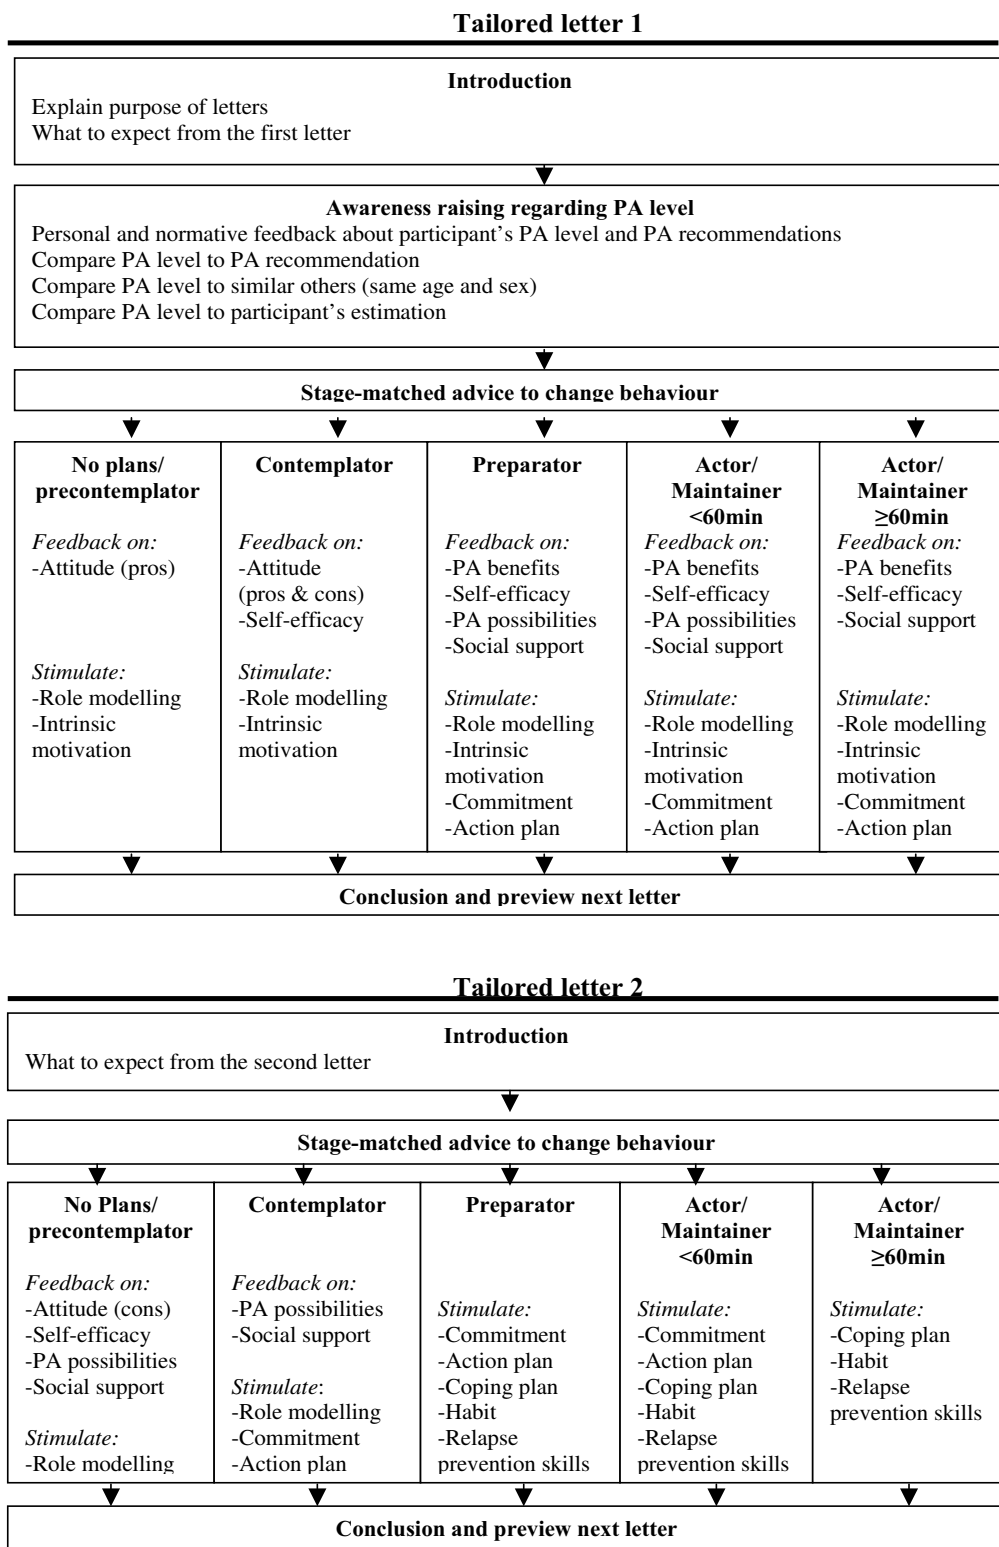 Tailored letter 1
Introduction
Explain purpose of letters
What to expect from the first letter
Awareness raising regarding PA level
Personal and normative feedback about participant's PA level and PA recommendations
Compare PA level to PA recommendation
Compare PA level to similar others (same age and sex)
Compare PA level to participant's estimation
Stage-matched advice to change behaviour
No plans/
precontemplator
Feedback on:
-Attitude (pros)
Stimulate:
-Role modelling
-Intrinsic
motivation
Contemplator
Feedback on:
-Attitude
(pros & cons)
-Self-efficacy
Stimulate:
-Role modelling
-Intrinsic
motivation
Preparator
Feedback on:
-PA benefits
-Self-efficacy
-PA possibilities
-Social support
Stimulate:
-Role modelling
-Intrinsic
motivation
-Commitment
-Action plan
Actor/
Maintainer
<60min
Feedback on:
-PA benefits
-Self-efficacy
-PA possibilities
-Social support
Stimulate:
-Role modelling
-Intrinsic
motivation
-Commitment
-Action plan
Actor/
Maintainer
≥60min
Feedback on:
-PA benefits
-Self-efficacy
-Social support
Stimulate:
-Role modelling
-Intrinsic
motivation
-Commitment
-Action plan
Conclusion and preview next letter
Tailored letter 2
Introduction
What to expect from the second letter
Stage-matched advice to change behaviour
No Plans/
precontemplator
Feedback on:
-Attitude (cons)
-Self-efficacy
-PA possibilities
-Social support
Stimulate:
-Role modelling
Contemplator
Feedback on:
-PA possibilities
-Social support
Stimulate:
-Role modelling
-Commitment
-Action plan
Preparator
Stimulate:
-Commitment
-Action plan
-Coping plan
-Habit
-Relapse
prevention skills
Actor/
Maintainer
<60min
Stimulate:
-Commitment
-Action plan
-Coping plan
-Habit
-Relapse
prevention skills
Actor/
Maintainer
≥60min
Stimulate:
-Coping plan
-Habit
-Relapse
prevention skills
Conclusion and preview next letter